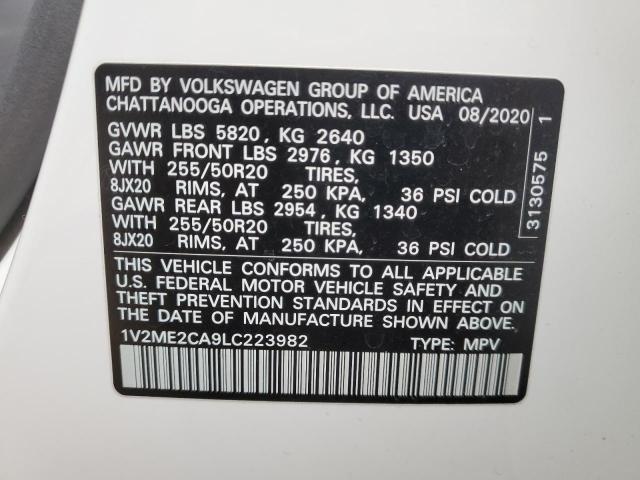 MFD BY VOLKSWAGEN GROUP OF AMERICA
CHATTANOOGA OPERATIONS, LLC. USA 08/2020
GVWR LBS 5820, KG 2640
GAWR FRONT LBS 2976, KG 1350
WITH 255/50R20 TIRES,
8JX20 RIMS, AT 250 KPA, 36 PSI COLD
GAWR REAR LBS 2954, KG 1340
WITH 255/50R20 TIRES,
8JX20 RIMS, AT 250 KPA, 36 PSI COLD
THIS VEHICLE CONFORMS TO ALL APPLICABLE
U.S. FEDERAL MOTOR VEHICLE SAFETY AND
THEFT PREVENTION STANDARDS IN EFFECT ON
THE DATE OF MANUFACTURE SHOWN ABOVE.
1V2ME2CA9LC223982 TYPE: MPV
3130575 1